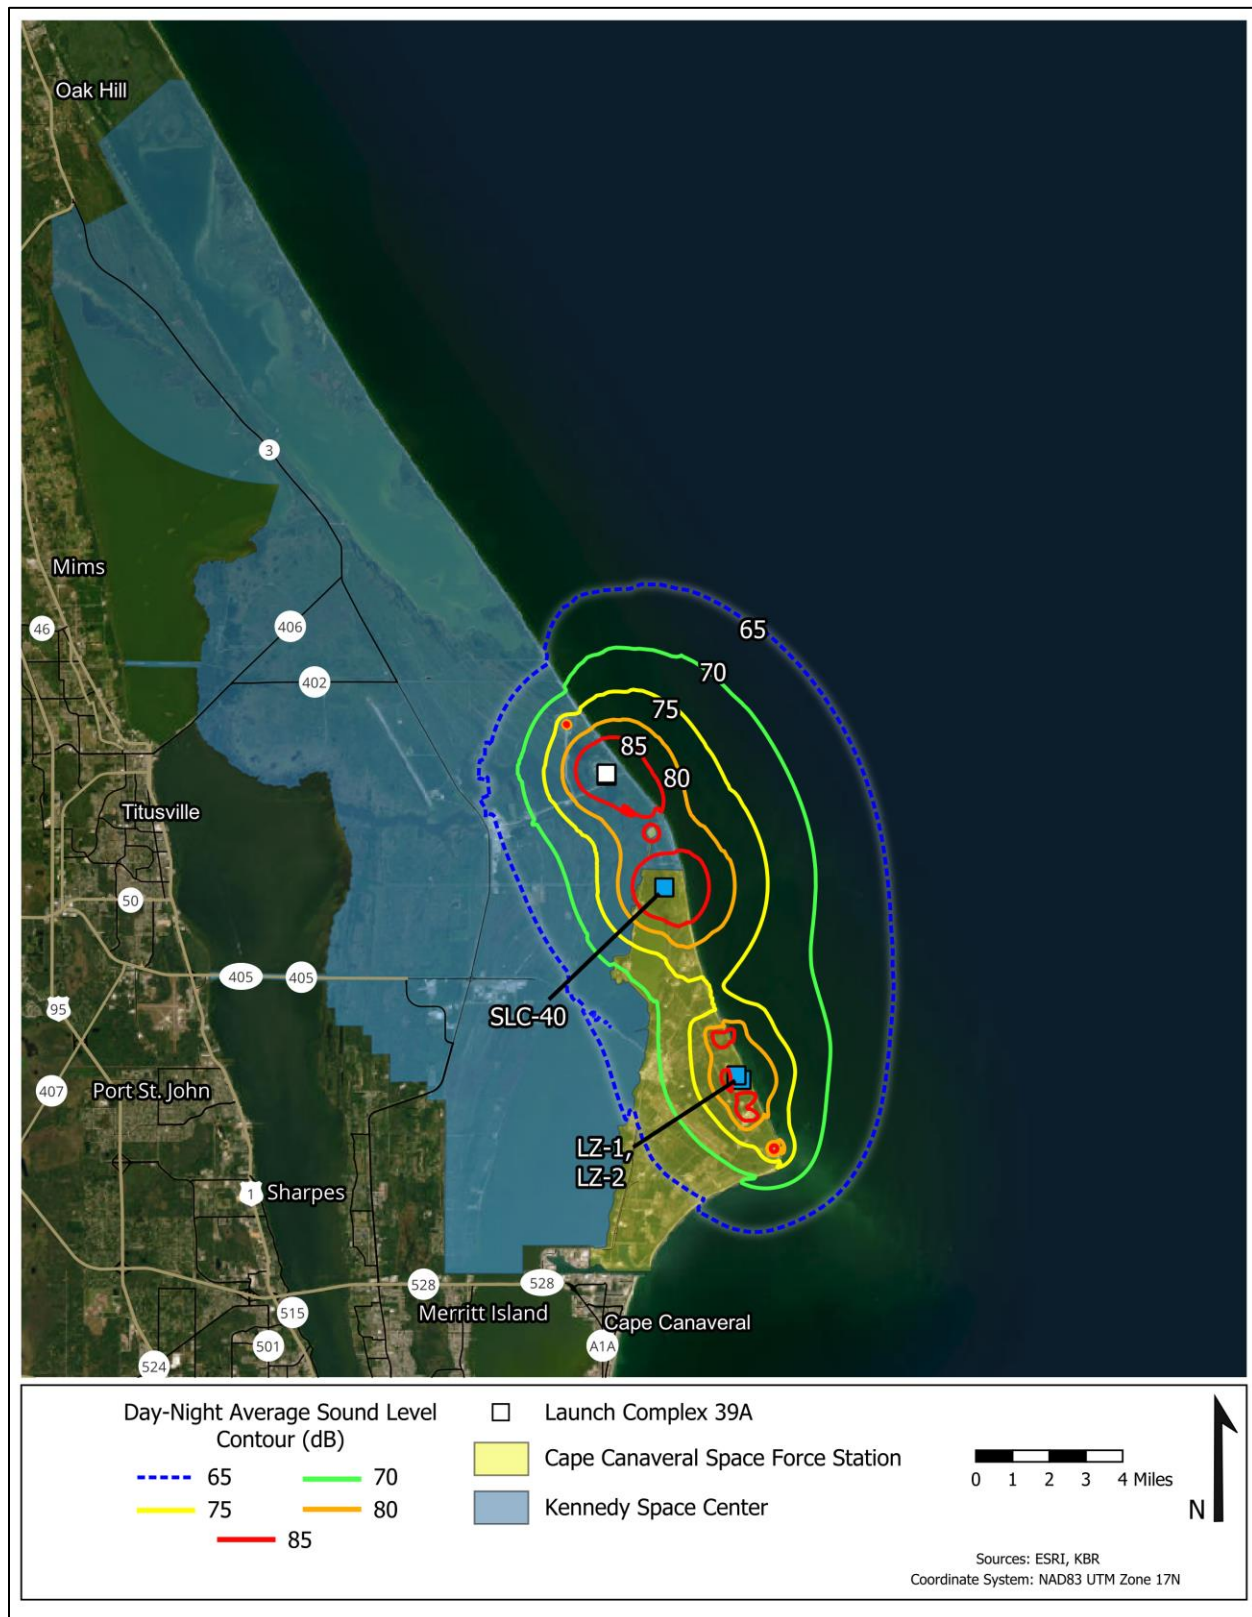 Oak Hill
3
Mims
46
406
402
65
70
75
85
80
Titusville
50
405
405
95
SLC-40
407
Port St. John
LZ-1,
LZ-2
1
Sharpes
528
528
515
Merritt Island
Cape Canaveral
501
A1A
524
Day-Night Average Sound Level
Contour (dB)
65
70
75
80
85
Launch Complex 39A
Cape Canaveral Space Force Station
Kennedy Space Center
0 1 2 3 4 Miles
N
Sources: ESRI, KBR
Coordinate System: NAD83 UTM Zone 17N